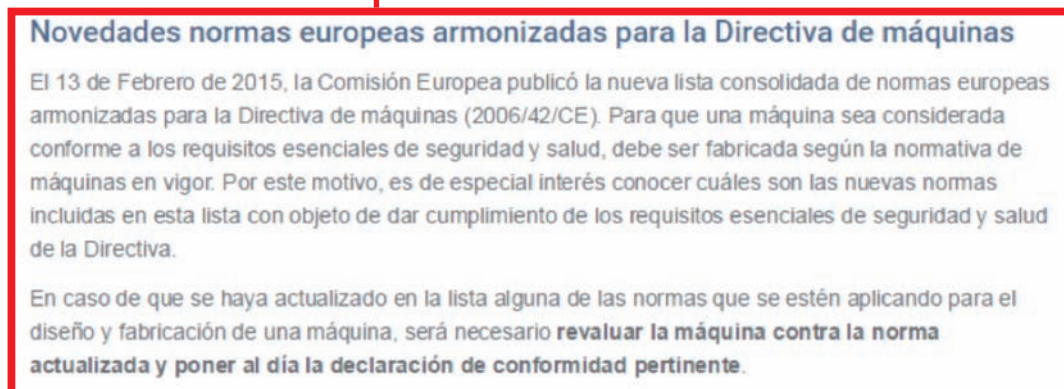 Novedades normas europeas armonizadas para la Directiva de máquinas
El 13 de Febrero de 2015, la Comisión Europea publicó la nueva lista consolidada de normas europeas
armonizadas para la Directiva de máquinas (2006/42/CE). Para que una máquina sea considerada
conforme a los requisitos esenciales de seguridad y salud, debe ser fabricada según la normativa de
máquinas en vigor. Por este motivo, es de especial interés conocer cuáles son las nuevas normas
incluidas en esta lista con objeto de dar cumplimiento de los requisitos esenciales de seguridad y salud
de la Directiva.
En caso de que se haya actualizado en la lista alguna de las normas que se estén aplicando para el
diseño y fabricación de una máquina, será necesario revaluar la máquina contra la norma
actualizada y poner al día la declaración de conformidad pertinente.